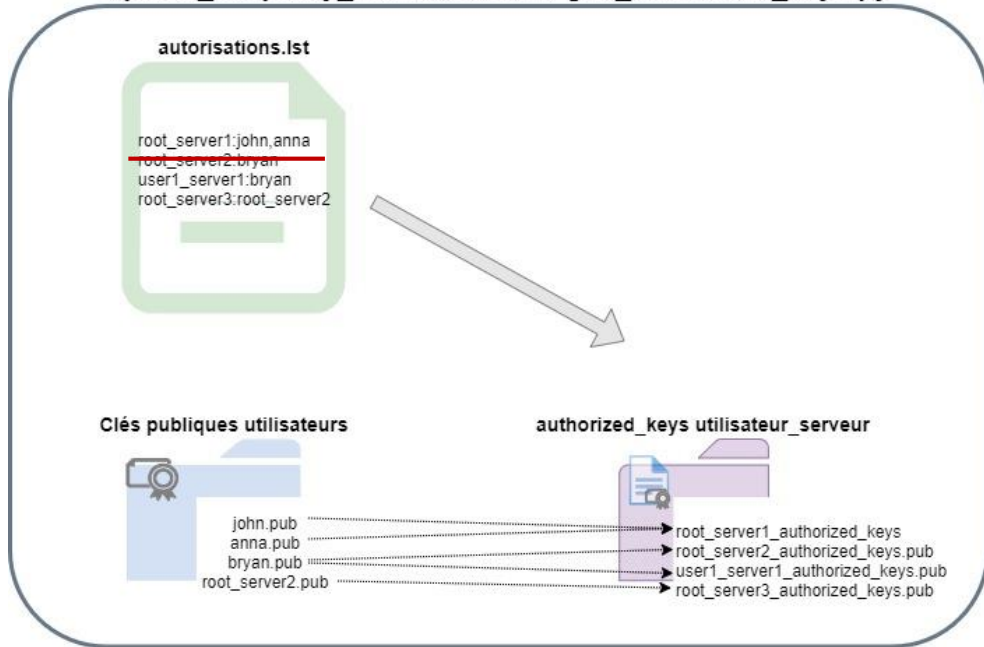 autorisations.lst
root_server1:john,anna
root_server2:bryan
user1_server1:bryan
root_server3:root_server2
Clés publiques utilisateurs
authorized_keys utilisateur_serveur
john.pub
anna.pub
bryan.pub
root_server2.pub
root_server1_authorized_keys
root_server2_authorized_keys.pub
user1_server1_authorized_keys.pub
root_server3_authorized_keys.pub